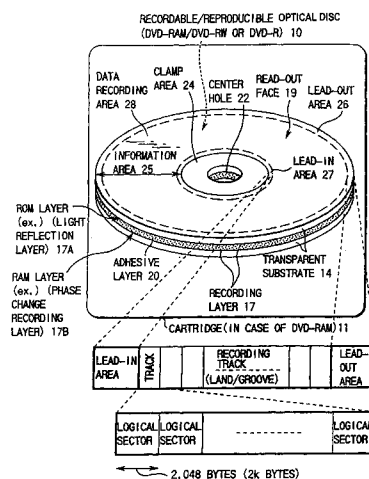 RECORDABLE/REPRODUCIBLE OPTICAL DISC
(DVD-RAM/DVD-RW OR DVD-R) 10
DATA
RECORDING
AREA 28
CLAMP
AREA 24
CENTER
HOLE 22
READ-OUT
FACE 19
LEAD-OUT
AREA 26
INFORMATION
AREA 25
LEAD-IN
AREA 27
ROM LAYER
(ex.) (LIGHT
REFLECTION
LAYER) 17A
RAM LAYER
(ex.) (PHASE
CHANGE
RECORDING
LAYER) 17B
ADHESIVE
LAYER 20
RECORDING
LAYER 17
TRANSPARENT
SUBSTRATE 14
CARTRIDGE(IN CASE OF DVD-RAM)11
LEAD-IN
AREA
TRACK
RECORDING
TRACK
(LAND/GROOVE)
LEAD-
OUT
AREA
LOGICAL
SECTOR
LOGICAL
SECTOR
LOGICAL
SECTOR
2,048 BYTES (2k BYTES)